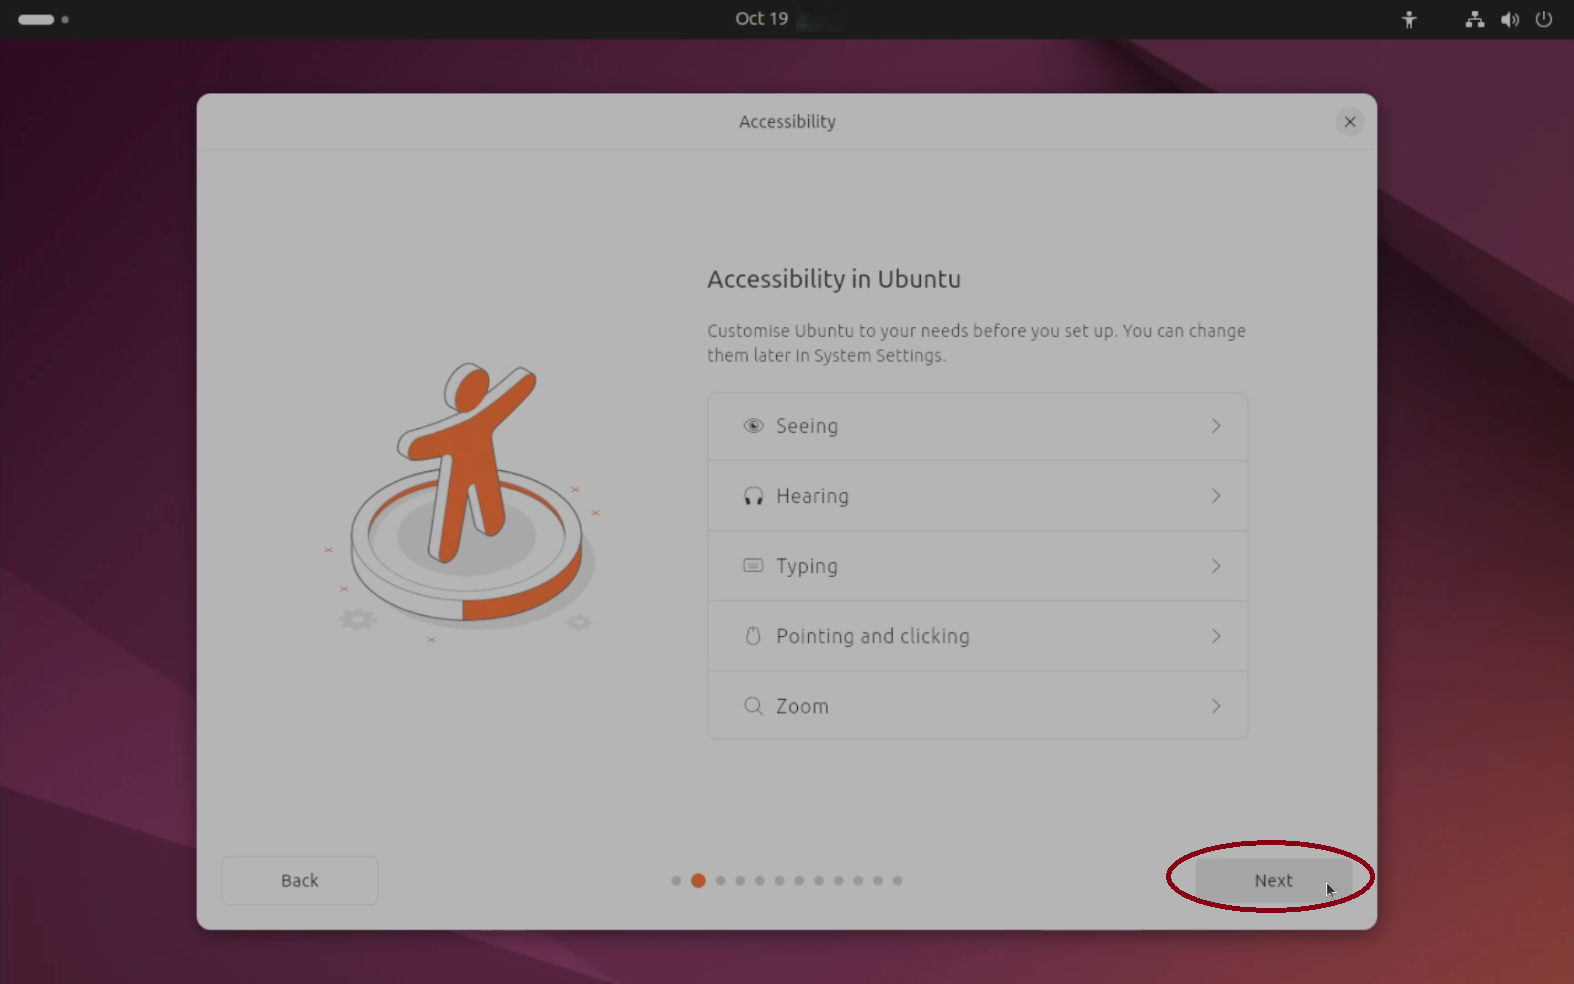 Oct 19
Accessibility
Accessibility in Ubuntu
Customise Ubuntu to your needs before you set up. You can change
them later in System Settings.
Seeing
Hearing
Typing
Pointing and clicking
Zoom
Back
Next